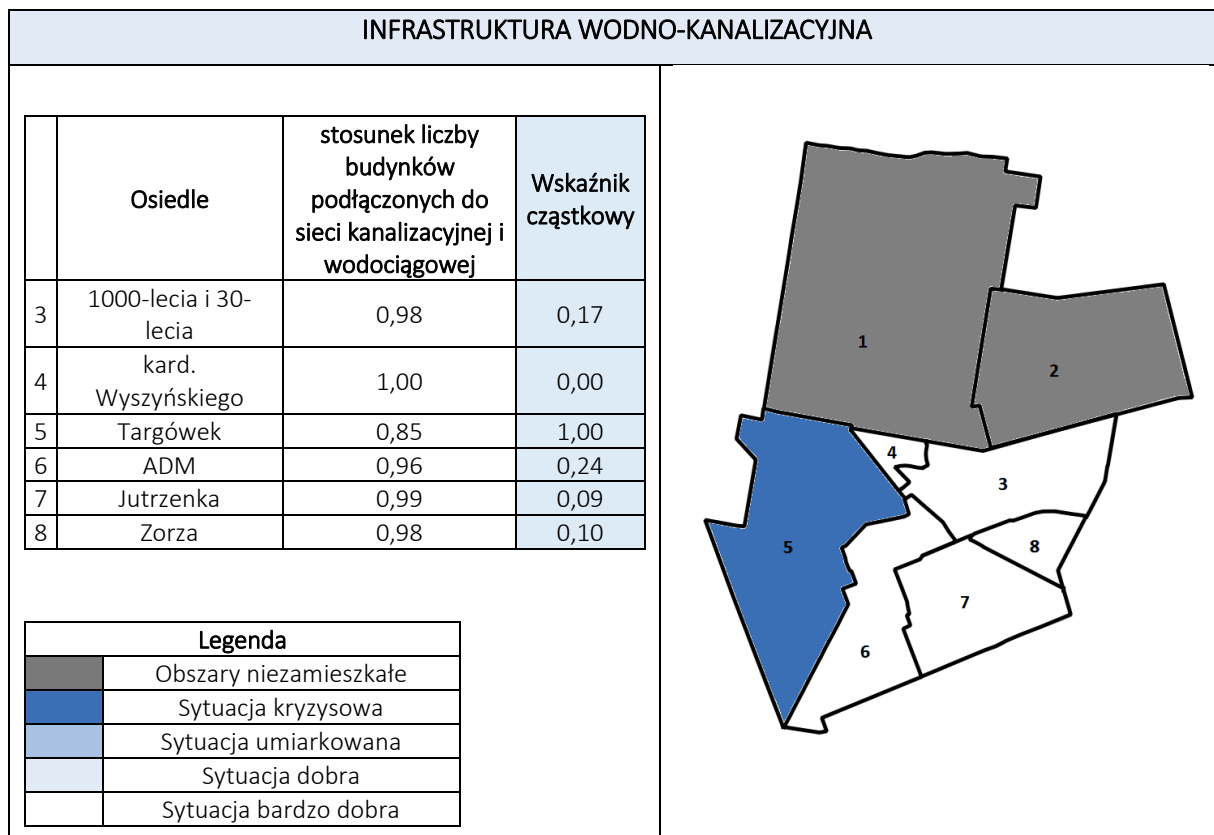 INFRASTRUKTURA WODNO-KANALIZACYJNA
Osiedle
stosunek liczby
budynków
podłączonych do
sieci kanalizacyjnej i
wodociągowej
Wskaźnik
cząstkowy
3 1000-lecia i 30-
lecia 0,98 0,17
4 kard.
Wyszyńskiego 1,00 0,00
5 Targówek 0,85 1,00
6 ADM 0,96 0,24
7 Jutrzenka 0,99 0,09
8 Zorza 0,98 0,10
Legenda
Obszary niezamieszkałe
Sytuacja kryzysowa
Sytuacja umiarkowana
Sytuacja dobra
Sytuacja bardzo dobra
1
2
4
3
5
8
7
6